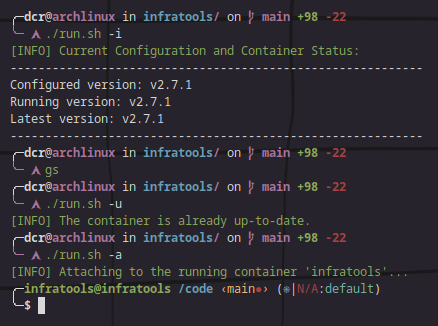 ╭─dcr@archlinux in infratools/ on ᚠ main +98 -22
╰─ ./run.sh -i
[INFO] Current Configuration and Container Status:
------------------------------------------------------------
Configured version: v2.7.1
Running version: v2.7.1
Latest version: v2.7.1
------------------------------------------------------------
╭─dcr@archlinux in infratools/ on ᚠ main +98 -22
╰─ gs
╭─dcr@archlinux in infratools/ on ᚠ main +98 -22
╰─ ./run.sh -u
[INFO] The container is already up-to-date.
╭─dcr@archlinux in infratools/ on ᚠ main +98 -22
╰─ ./run.sh -a
[INFO] Attaching to the running container 'infratools'...
╭─infratools@infratools /code ‹main●› (⎈|N/A:default)
╰─$